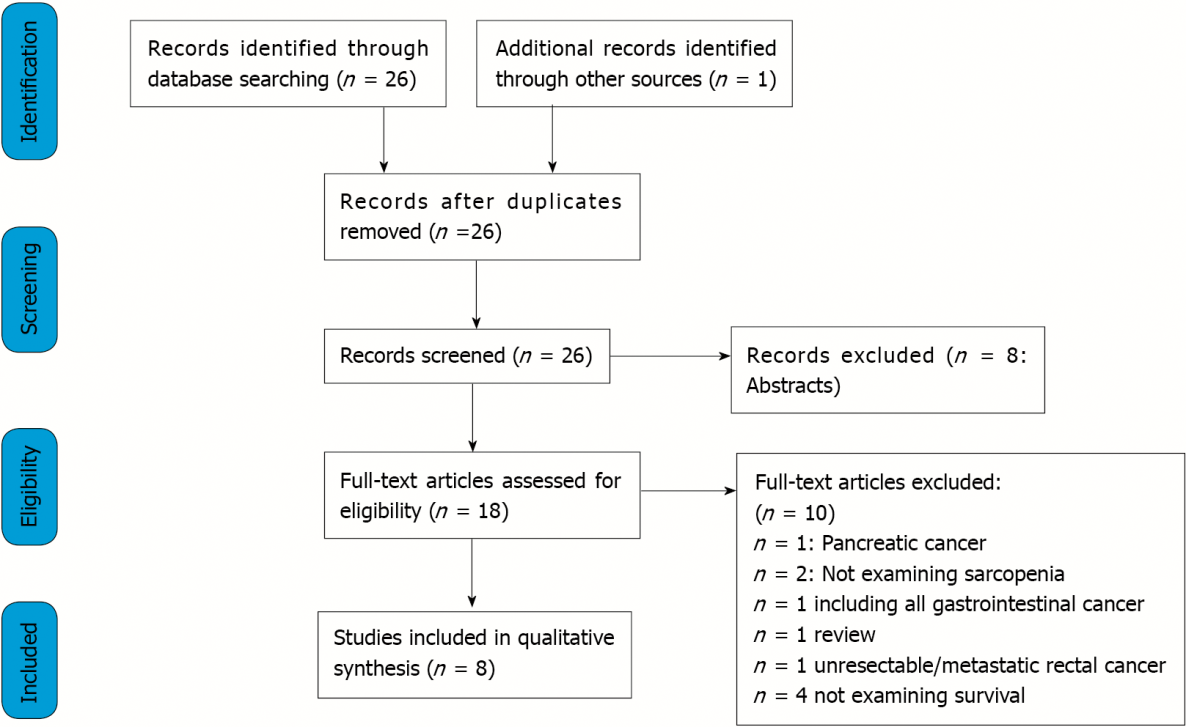 Identification
Records identified through
database searching (n = 26)
Additional records identified
through other sources (n = 1)
Records after duplicates
removed (n =26)
Screening
Records screened (n = 26)
Records excluded (n = 8:
Abstracts)
Eligibility
Full-text articles assessed for
eligibility (n = 18)
Full-text articles excluded:
(n = 10)
n = 1: Pancreatic cancer
n = 2: Not examining sarcopenia
n = 1 including all gastrointestinal cancer
n = 1 review
n = 1 unresectable/metastatic rectal cancer
n = 4 not examining survival
Included
Studies included in qualitative
synthesis (n = 8)